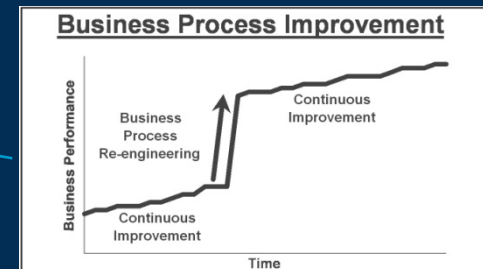 Business Process Improvement
Business Performance
Business
Process
Re-engineering
Continuous
Improvement
Continuous
Improvement
Time